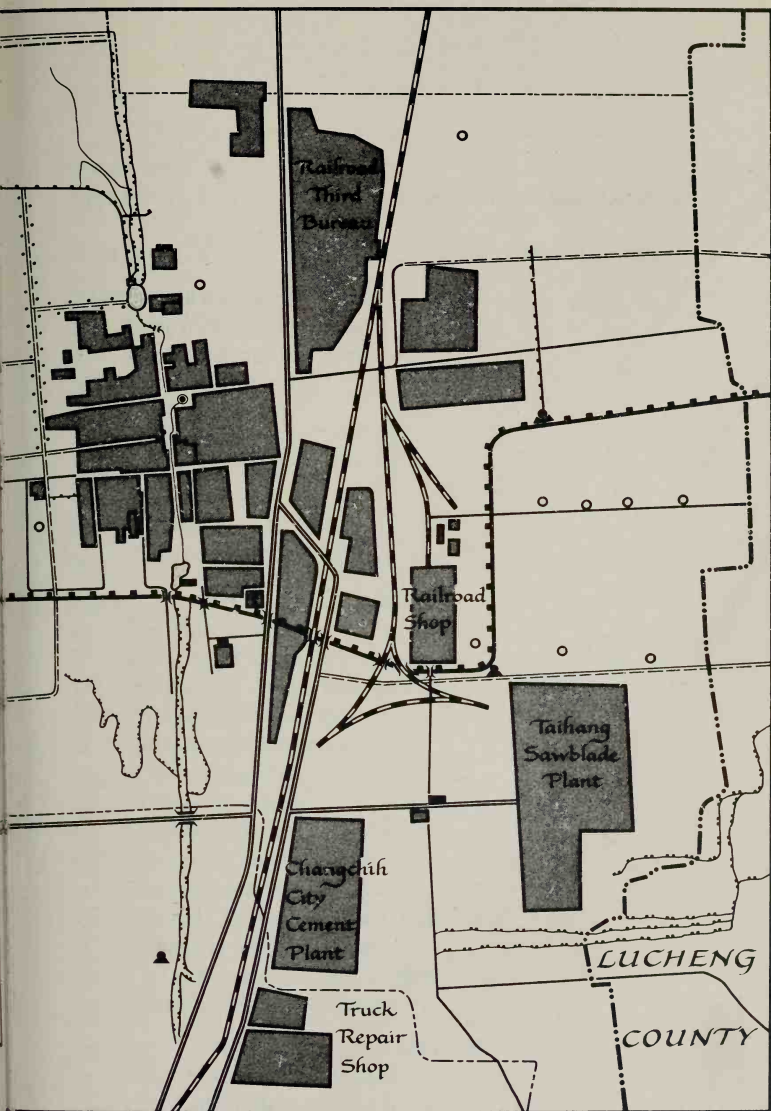 Railroad
Third
Bureau
Railroad
Shop
Taihang
Sawblade
Plant
Changchih
City
Cement
Plant
LUCHENG
COUNTY
Truck
Repair
Shop